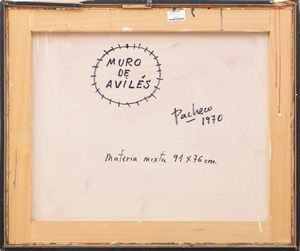 MURO
DE
AVILÉS
Pacheco
1970
Materia mixta 91 X 76 cm.